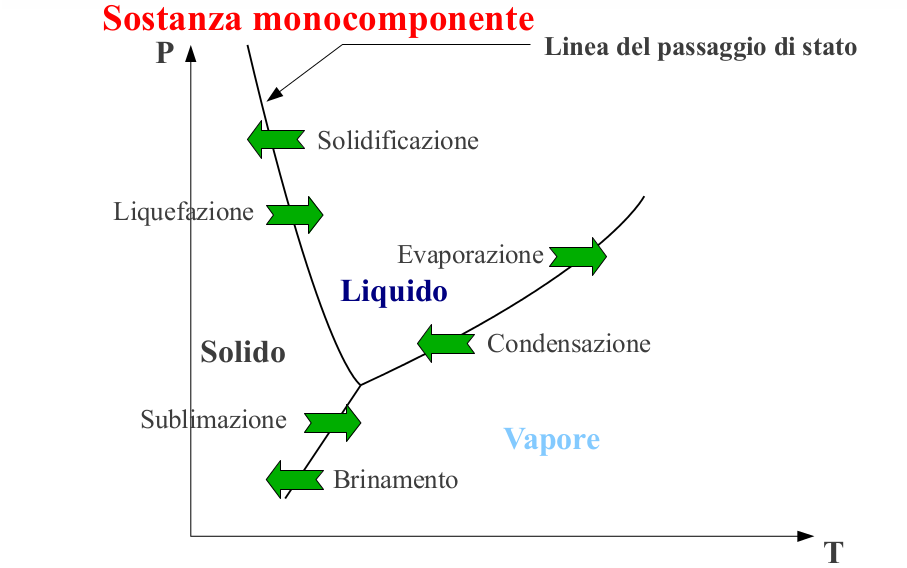 Sostanza monocomponente
P
Linea del passaggio di stato
Solidificazione
Liquefazione
Evaporazione
Liquido
Condensazione
Solido
Sublimazione
Vapore
Brinamento
T